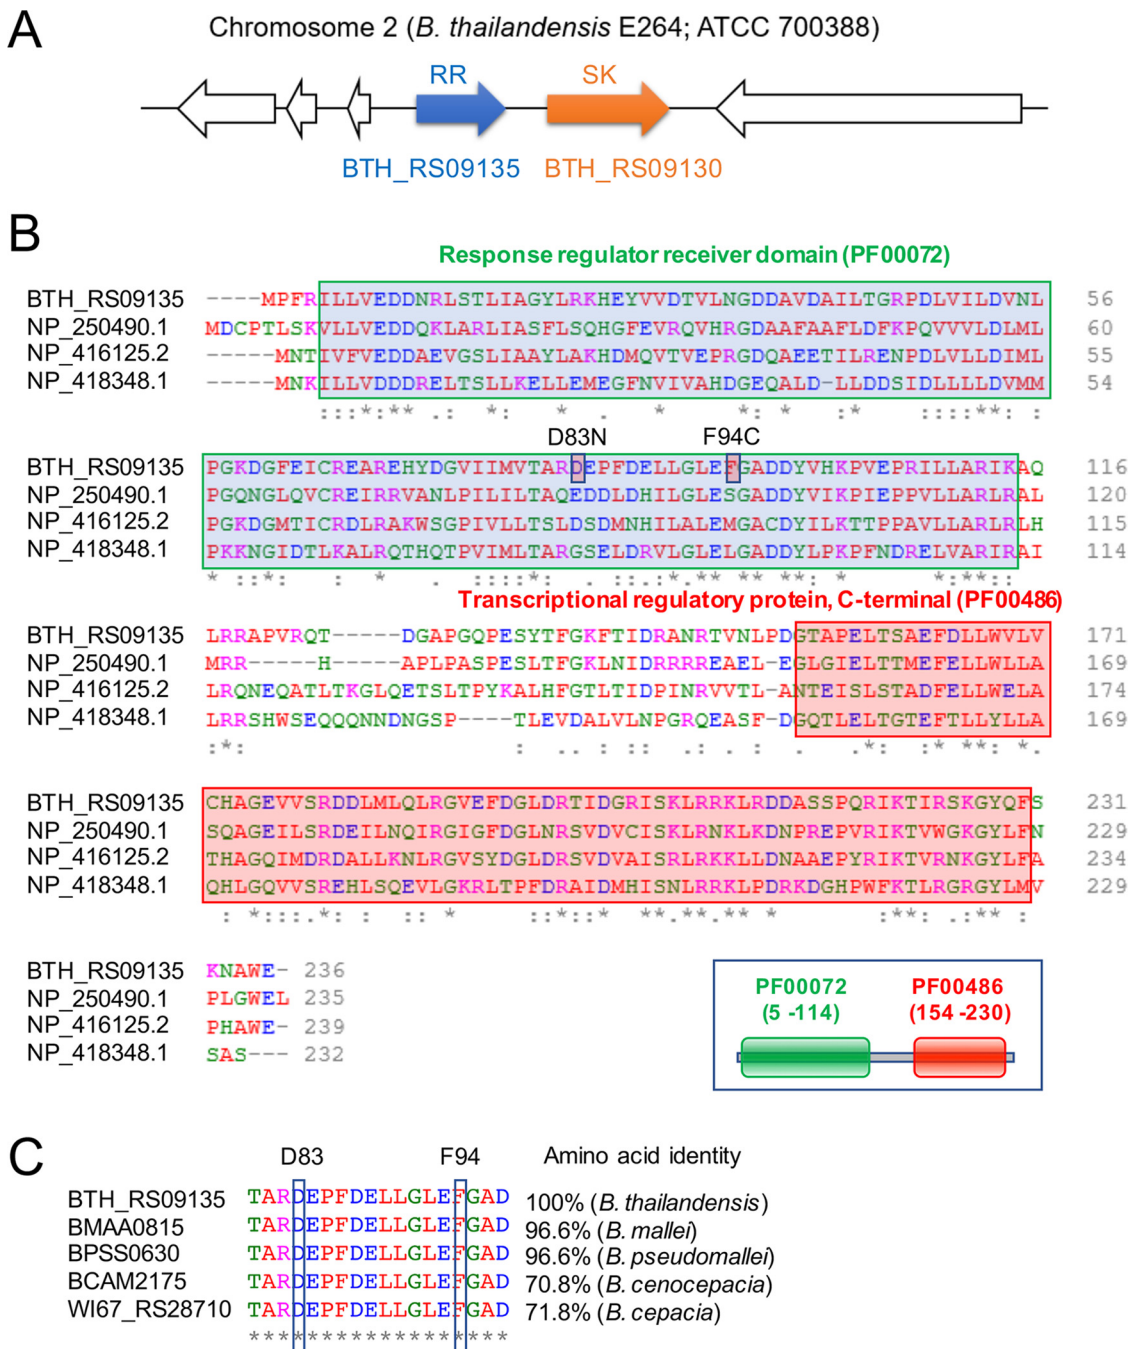 A
Chromosome 2 (B. thailandensis E264; ATCC 700388)
RR SK
BTH_RS09135 BTH_RS09130
B
Response regulator receiver domain (PF00072)
BTH_RS09135 ----MPFRILLVEDDNRLSTLIAGYLRKHEYVVDTVLNGDDAVDAILTGRPDLVILDVNL 56
NP_250490.1 MDCPTLSKVLLVEDDQKLARLIASFLSQHGFEVRQVHRGDAAFAAFLDFKPQVVVLDLML 60
NP_416125.2 -----MNTIVFVEDDAEVGSLIAAYLAKHDMQVTVEPRGDQAEETILRENPDLVLLDIML 55
NP_418348.1 -----MNKILLVDDDRELTSLLKELLEMEGFNVIVAHDGEQALD-LLDDSIDLLLLDVMM 54
:::*:** .: *: * . * * . * ::::**: :
D83N F94C
BTH_RS09135 PGKDGFEICREAREHYDGVIIMVTARDEPFDELLGLEFGADDYVHKPVEPRILLARIKAQ 116
NP_250490.1 PGQNGLQVCREIRRVANLPILILTAQEDDLDHILGLESGADDYVIKPIEPPVLLARLRAL 120
NP_416125.2 PGKDGMTICRDLRAKWSGPIVLLTSLDSDMNHILALEMGACDYILKTTPPAVLLARLRLH 115
NP_418348.1 PKKNGIDTLKALRQTHQTPVIMLTARGSELDRVLGLELGADDYLPKPFNDRELVARIRAI 114
* ::*: : * . ::::*: . ::.:*.** ** **: * *:**::
Transcriptional regulatory protein, C-terminal (PF00486)
BTH_RS09135 LRRAPVRQT-----DGAPGQPESYTFGKFTIDRANRTVNLPDGTAPELTSAEFDLLWVLV 171
NP_250490.1 MRR-----H-----APLPASPESLTFGKLNIDRRRREAEL-EGLGIELTTMEFELLWLLA 169
NP_416125.2 LRQNEQATLTKGLQETSLTPYKALHFGTLTIDPINRVVTL-ANTEISLSTADFELLWELA 174
NP_418348.1 LRRSHWSEQQQNNDNGSP----TLEVDALVLNPGRQEASF-DGQTLELTGTEFTLLYLLA 169
:*: : .. : :: .: : . .*: :* **: *.
BTH_RS09135 CHAGEVVSRDDLMLQLRGVEFDGLDRTIDGRISKLRRKLRDDASSPQRIKTIRSKGYQFS 231
NP_250490.1 SQAGEILSRDEILNQIRGIGFDGLNRSVDVCISKLRNKLKDNPREPVRIKTVWGKGYLFN 229
NP_416125.2 THAGQIMDRDALLKNLRGVSYDGLDRSVDVAISRLRKKLLDNAAEPYRIKTVRNKGYLFA 234
NP_418348.1 QHLGQVVSREHLSQEVLGKRLTPFDRAIDMHISNLRRKLPDRKDGHPWFKTLRGRGYLMV 229
: *:::.*: : :: * ::*::* **.**.** * :**: .:** :
BTH_RS09135 KNAWE- 236
NP_250490.1 PLGWEL 235
NP_416125.2 PHAWE- 239
NP_418348.1 SAS--- 232
PF00072 PF00486
(5 -114) (154 -230)
C
D83 F94 Amino acid identity
BTH_RS09135 TARDEPFDELLGLEFGAD 100% (B. thailandensis)
BMAA0815 TARDEPFDELLGLEFGAD 96.6% (B. mallei)
BPSS0630 TARDEPFDELLGLEFGAD 96.6% (B. pseudomallei)
BCAM2175 TARDEPFDELLGLEFGAD 70.8% (B. cenocepacia)
WI67_RS28710 TARDEPFDELLGLEFGAD 71.8% (B. cepacia)
******************